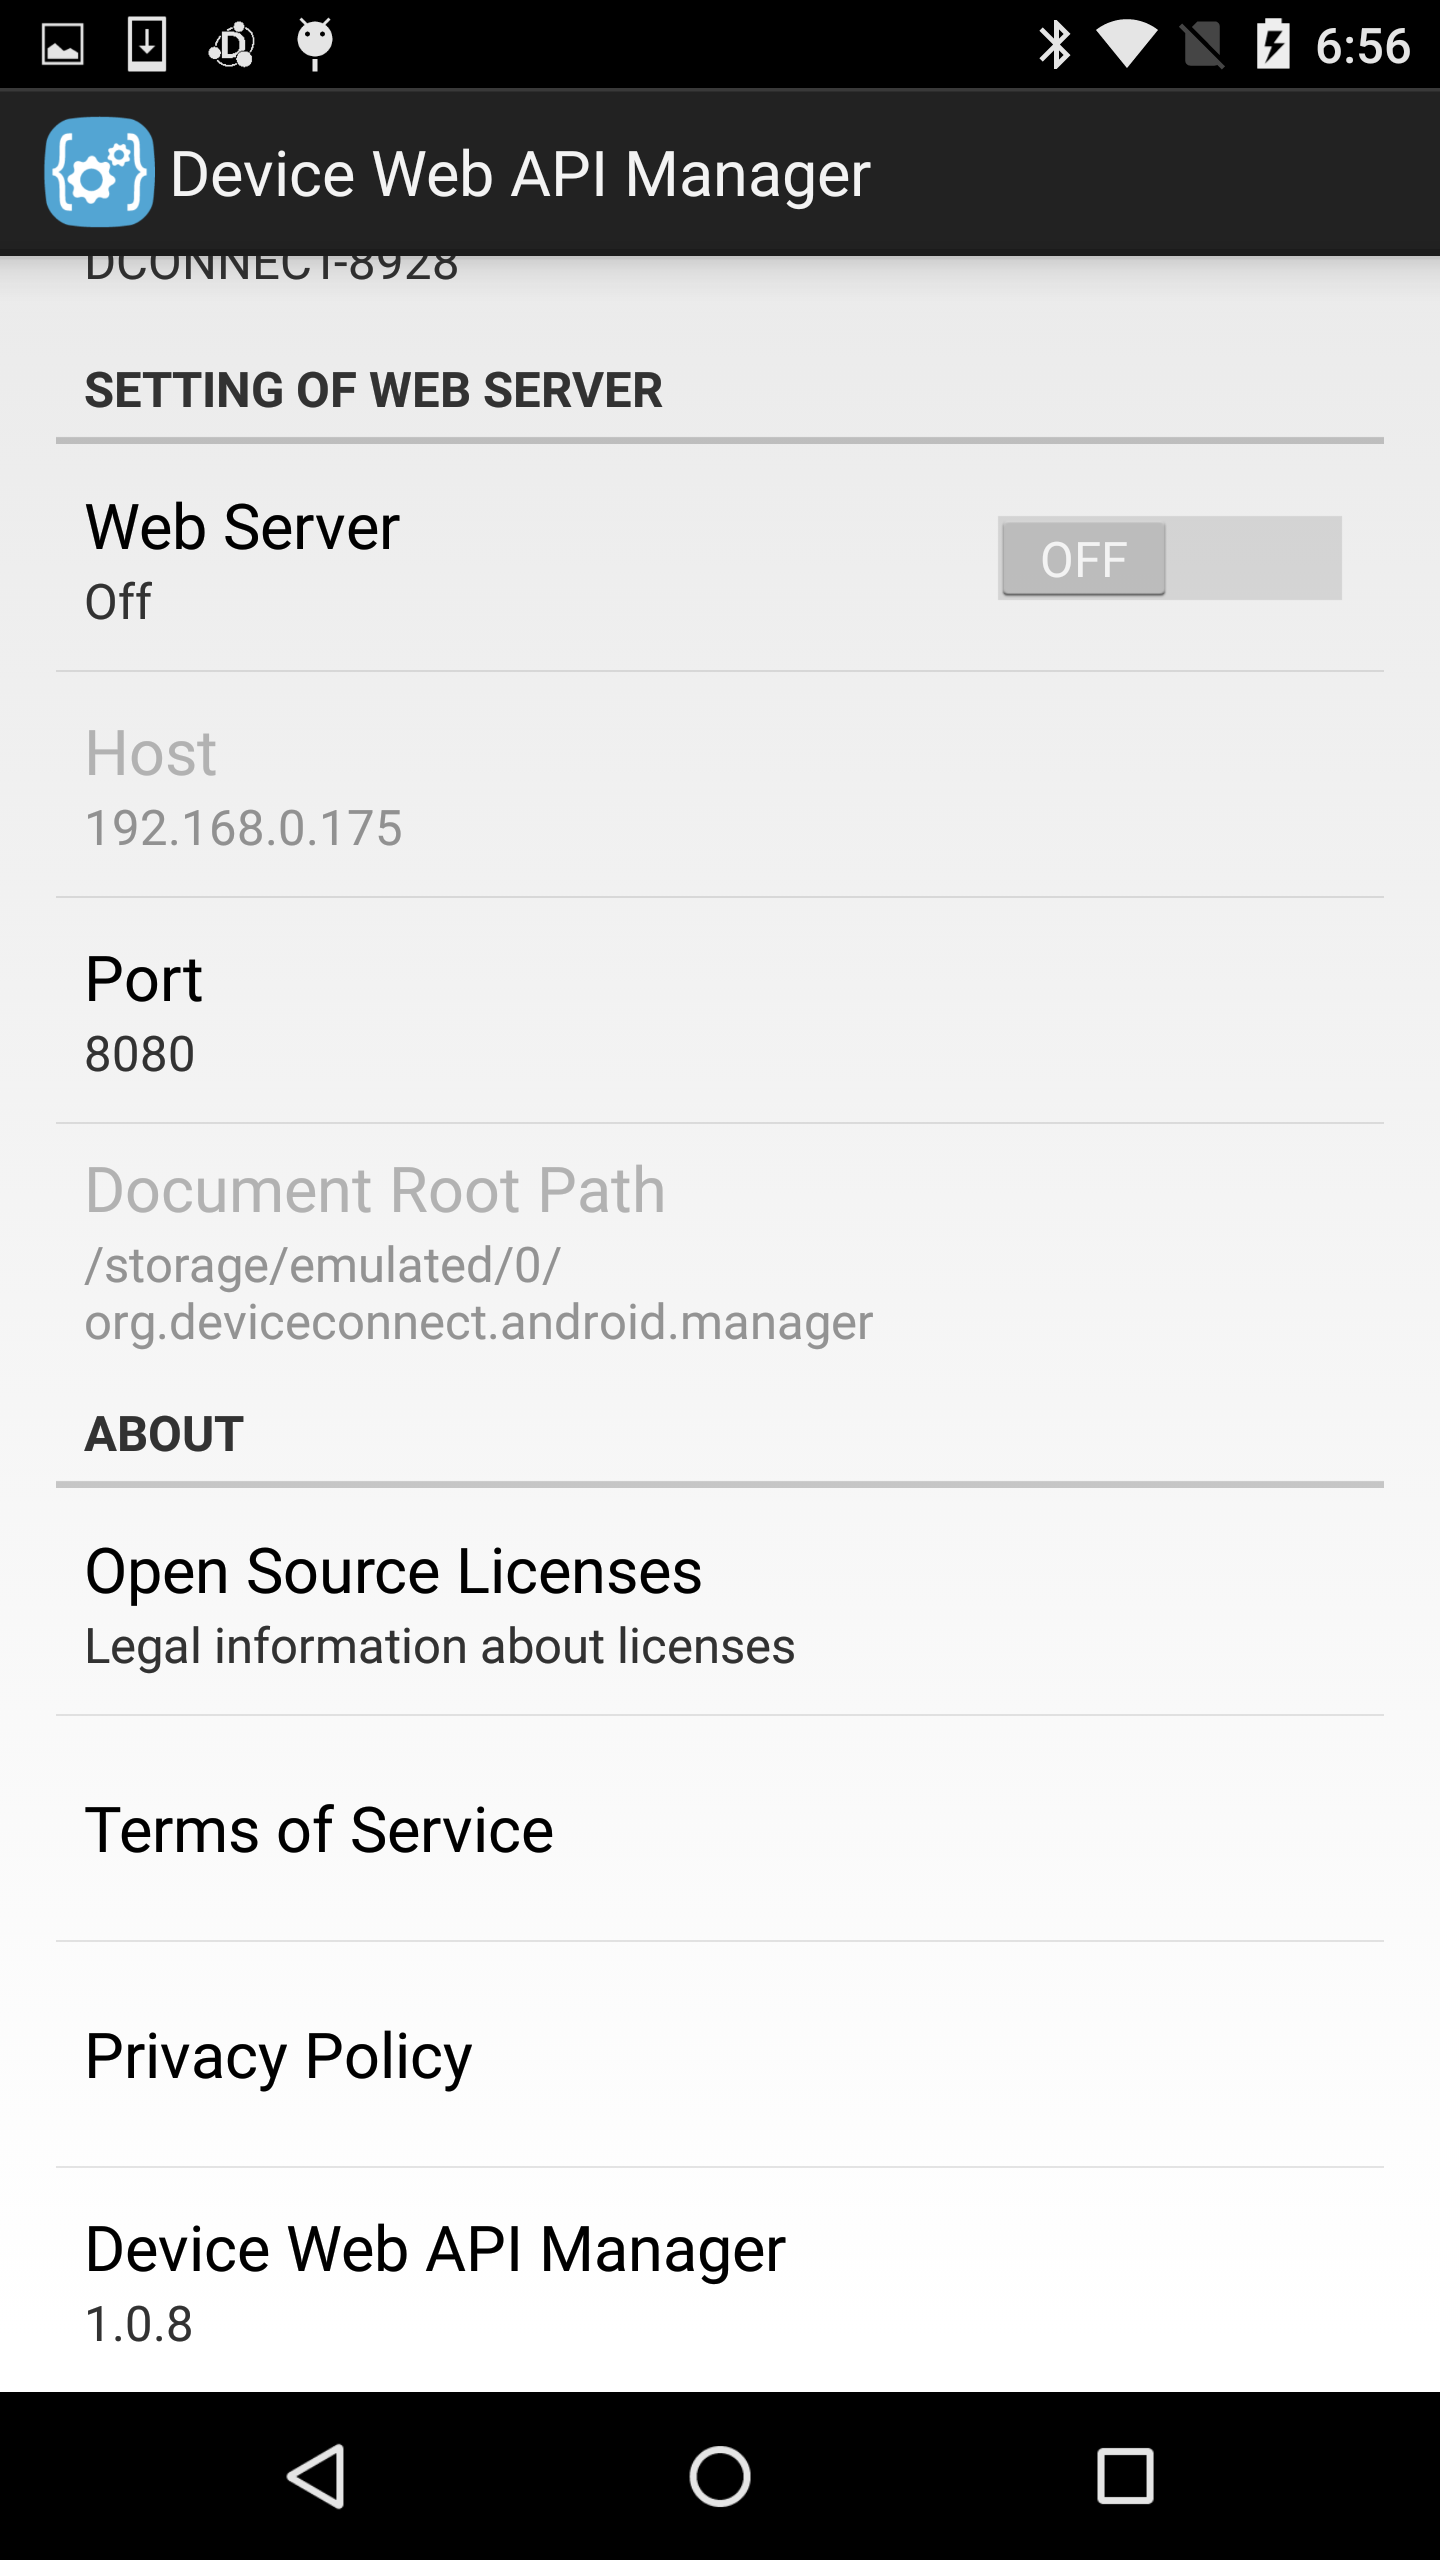 6:56
Device Web API Manager
DCONNECT-8928
SETTING OF WEB SERVER
Web Server
OFF
Off
Host
192.168.0.175
Port
8080
Document Root Path
/storage/emulated/0/
org.deviceconnect.android.manager
ABOUT
Open Source Licenses
Legal information about licenses
Terms of Service
Privacy Policy
Device Web API Manager
1.0.8